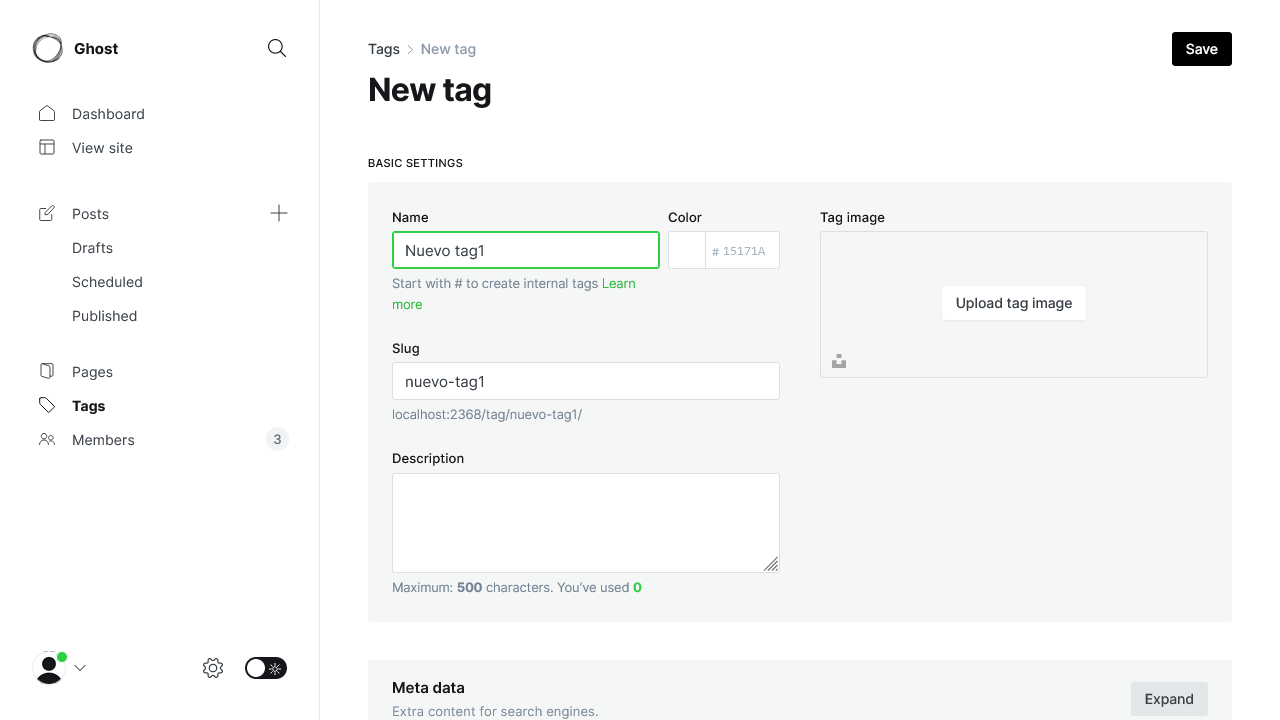 Ghost
Dashboard
View site
Posts
Drafts
Scheduled
Published
Pages
Tags
Members
3
Tags > New tag
Save
New tag
BASIC SETTINGS
Name
Nuevo tag1
Start with # to create internal tags Learn
more
Color
# 15171A
Slug
nuevo-tag1
localhost:2368/tag/nuevo-tag1/
Description
Maximum: 500 characters. You’ve used 0
Tag image
Upload tag image
Meta data
Extra content for search engines.
Expand